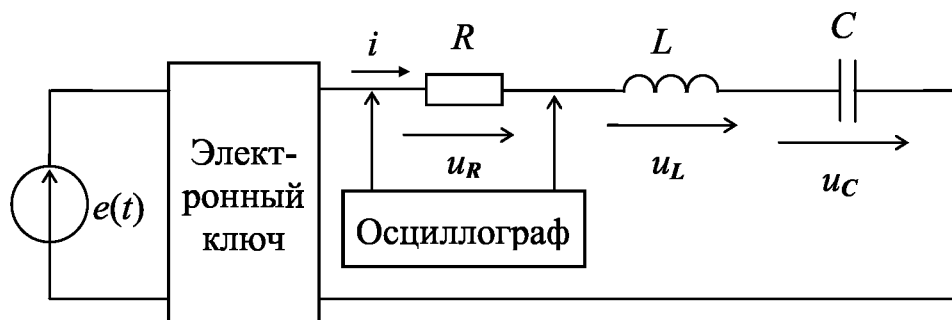 i
R
L
C
e(t)
Элект-
ронный
ключ
u_R
u_L
u_C
Осциллограф